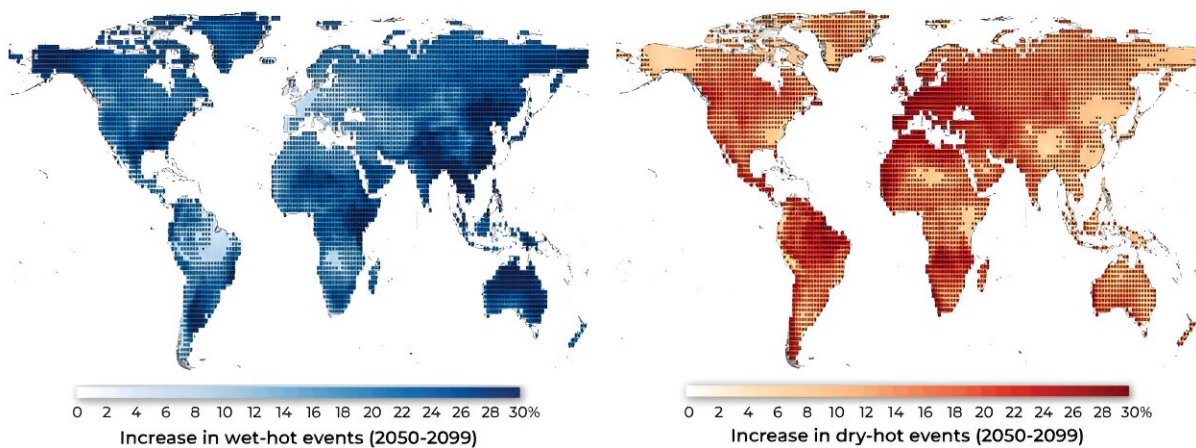 0 2 4 6 8 10 12 14 16 18 20 22 24 26 28 30%
Increase in wet-hot events (2050-2099)
0 2 4 6 8 10 12 14 16 18 20 22 24 26 28 30%
Increase in dry-hot events (2050-2099)